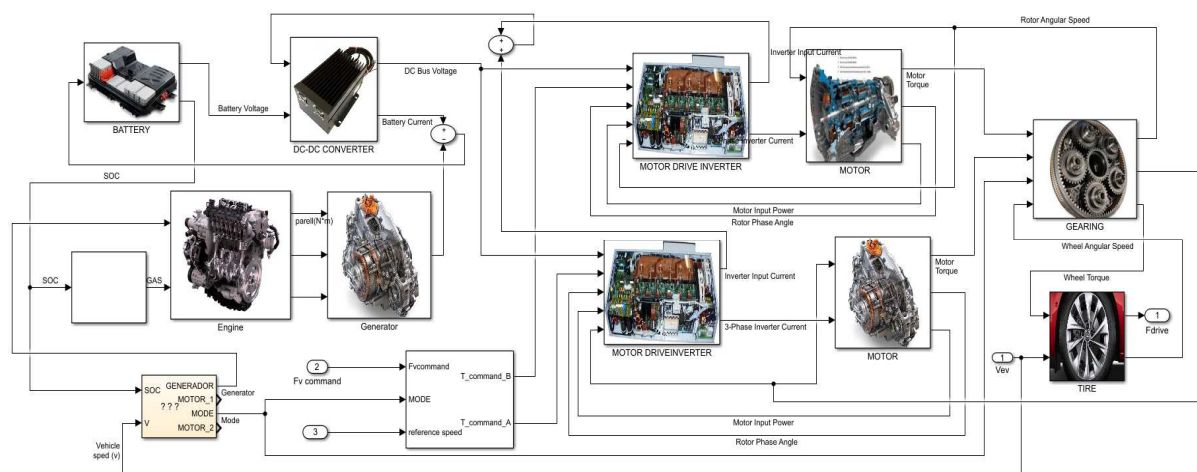 Rotor Angular Speed
Inverter Input Current
DC Bus Voltage
Motor
Torque
Battery Voltage
Battery Current
BATTERY
DC-DC CONVERTER
MOTOR DRIVE INVERTER
Inverter Current
MOTOR
SOC
parell(N*m)
Motor Input Power
Rotor Phase Angle
GEARING
Wheel Angular Speed
Motor
Torque
Inverter Input Current
Wheel Torque
SOC
GAS
Engine
Generator
3-Phase Inverter Current
1
Fdrive
MOTOR DRIVEINVERTER
MOTOR
1
Vev
TIRE
2
Fv command
Fvcommand
T_command_B
MODE
T_command_A
reference speed
3
SOC
GENERADOR
MOTOR_1
? ? ?
MODE
V
MOTOR_2
Generator
Mode
Motor Input Power
Rotor Phase Angle
Vehicle
sped (v)